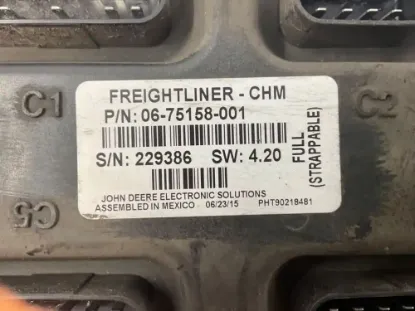 FREIGHTLINER - CHM
C1
P/N: 06-75158-001
C2
S/N: 229386 SW: 4.20
FULL
(STRAPPABLE)
JOHN DEERE ELECTRONIC SOLUTIONS
ASSEMBLED IN MEXICO 06/23/15 PHT90218481
C5